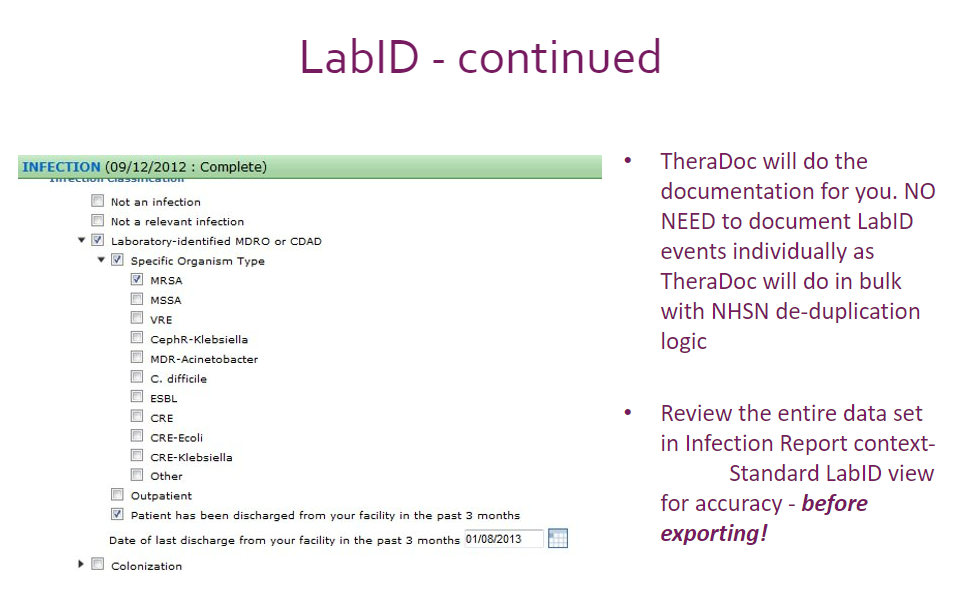 LabID - continued
INFECTION (09/12/2012 : Complete)
Infection Classification
Not an infection
Not a relevant infection
Laboratory-identified MDRO or CDAD
Specific Organism Type
MRSA
MSSA
VRE
CephR-Klebsiella
MDR-Acinetobacter
C. difficile
ESBL
CRE
CRE-Ecoli
CRE-Klebsiella
Other
Outpatient
Patient has been discharged from your facility in the past 3 months
Date of last discharge from your facility in the past 3 months 01/08/2013
Colonization
• TheraDoc will do the
documentation for you. NO
NEED to document LabID
events individually as
TheraDoc will do in bulk
with NHSN de-duplication
logic
• Review the entire data set
in Infection Report context-
Standard LabID view
for accuracy - before
exporting!